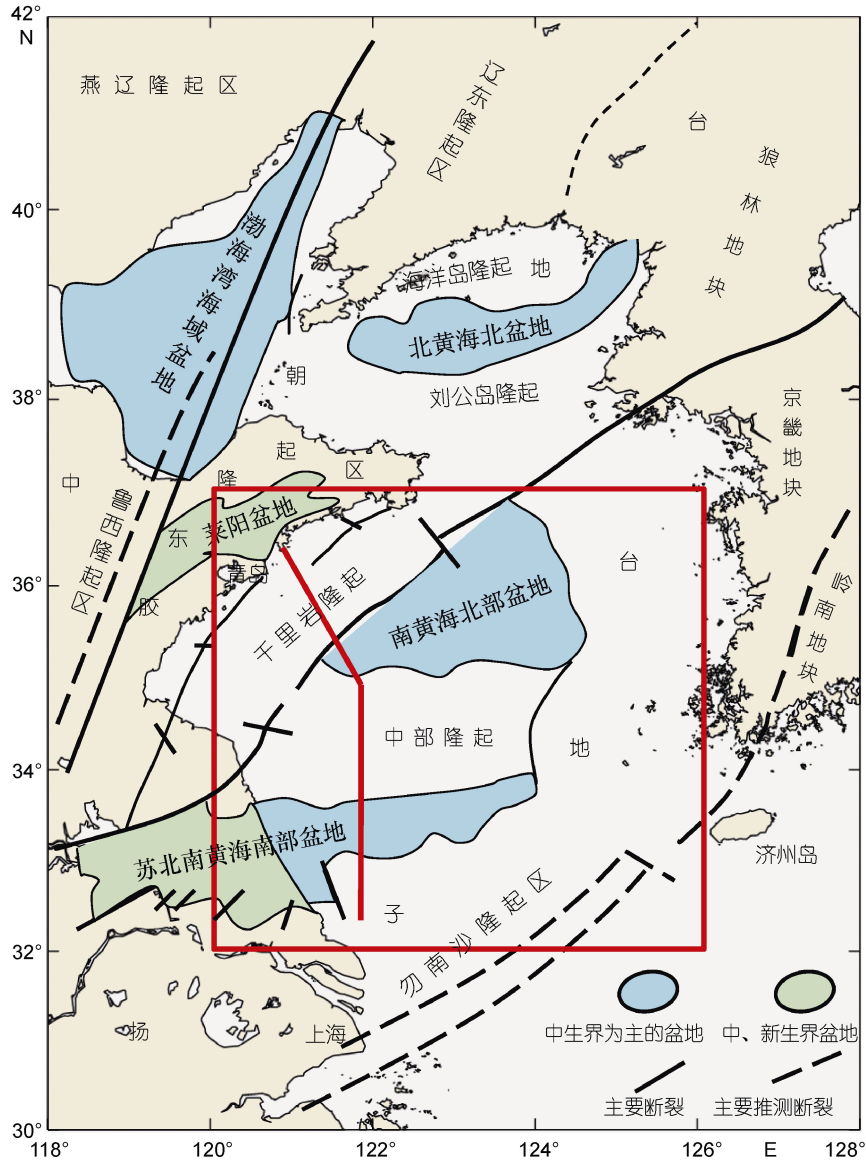 42°
N
燕辽隆起区
辽东隆起区
台
狼林地块
渤海湾海域盆地
40°
海洋岛隆起
地
北黄海北盆地
朝
38°
刘公岛隆起
京畿地块
中
起
隆
区
鲁西隆起区
东
莱阳盆地
36°
青岛
胶
千里岩隆起
台
岭南地块
南黄海北部盆地
中部隆起
地
34°
苏北南黄海南部盆地
济州岛
子
32°
勿南沙隆起区
扬
上海
中生界为主的盆地
中、新生界盆地
主要断裂
主要推测断裂
30°
118°
120°
122°
124°
126°
E
128°